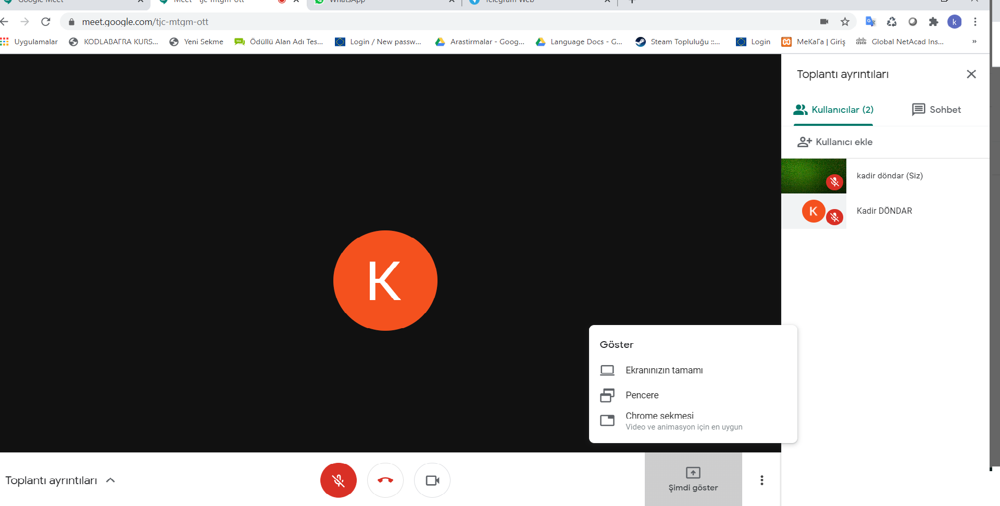 Google Meet
Meet - tjc-mtgm-ott
WhatsApp
Telegram Web
meet.google.com/tjc-mtgm-ott
k
Uygulamalar
KODLABAΓRA KURS...
Yeni Sekme
Ödüllü Alan Adı Tes...
Login / New passw...
Arastirmalar - Goog...
Language Docs - G...
Steam Topluluğu ::...
Login
MeKaΓa | Giriş
Global NetAcad Ins...
»
Toplantı ayrıntıları
Kullanıcılar (2)
Sohbet
Kullanıcı ekle
kadir döndar (Siz)
K
Kadir DÖNDAR
K
Göster
Ekranınızın tamamı
Pencere
Chrome sekmesi
Video ve animasyon için en uygun
Toplantı ayrıntıları
Şimdi göster